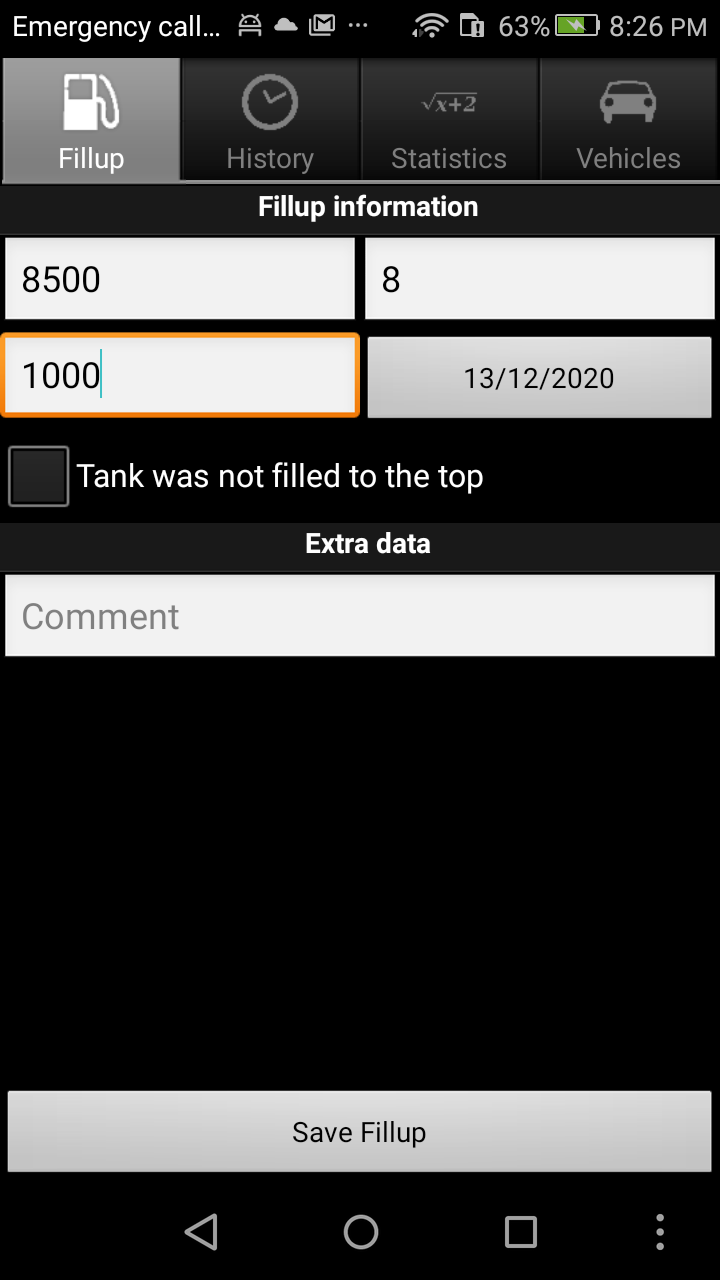 Emergency call... 63% 8:26 PM
Fillup History √x+2 Statistics Vehicles
Fillup information
8500 8
1000 13/12/2020
Tank was not filled to the top
Extra data
Comment
Save Fillup